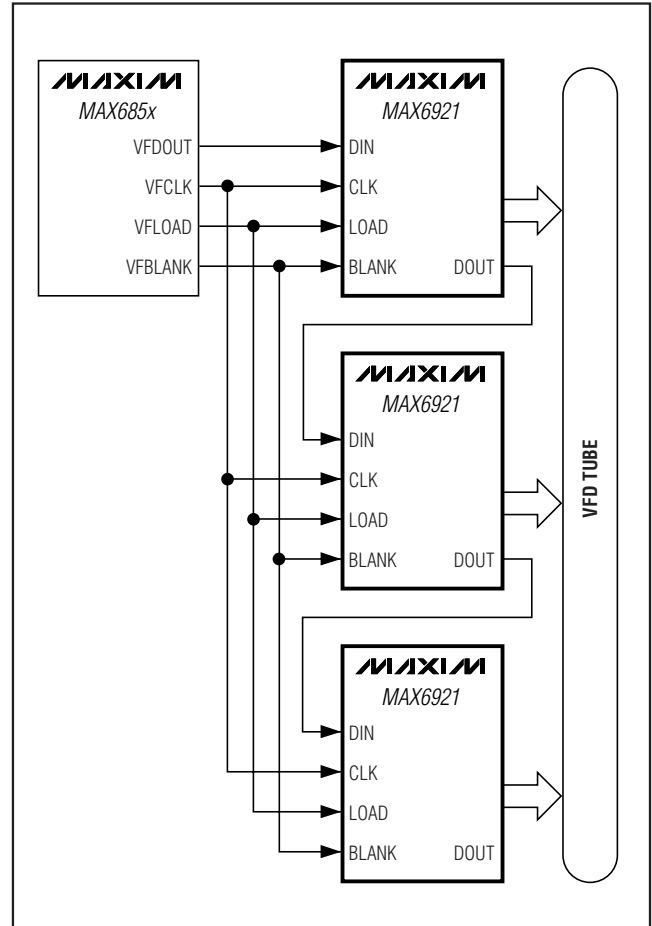 MAXIM
MAX685x
VFDOUT
VFCLK
VFLOAD
VFBLANK
MAXIM
MAX6921
DIN
CLK
LOAD
BLANK DOUT
MAXIM
MAX6921
DIN
CLK
LOAD
BLANK DOUT
MAXIM
MAX6921
DIN
CLK
LOAD
BLANK DOUT
VFD TUBE